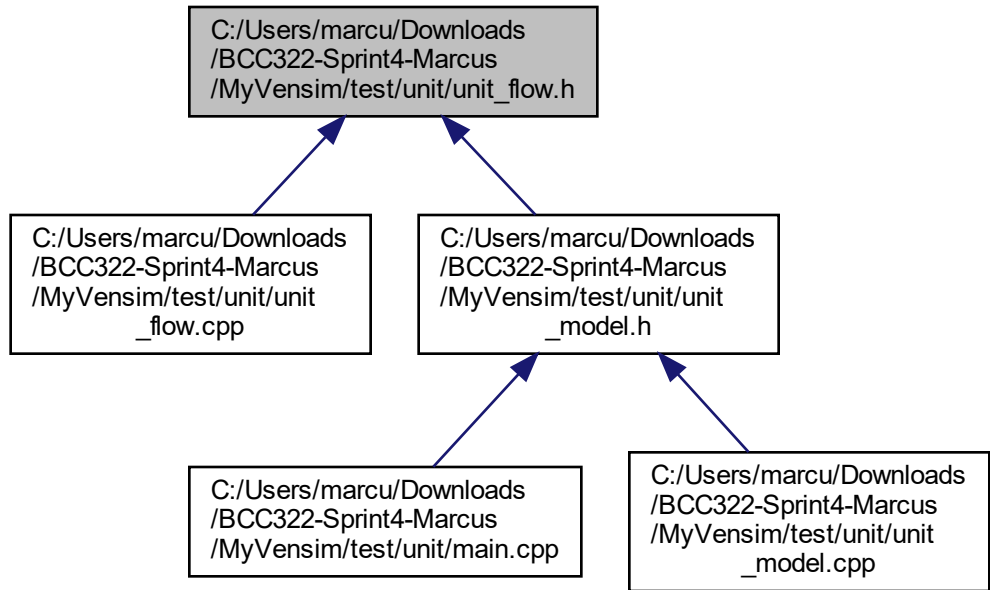 C:/Users/marcu/Downloads
/BCC322-Sprint4-Marcus
/MyVensim/test/unit/unit_flow.h
C:/Users/marcu/Downloads
/BCC322-Sprint4-Marcus
/MyVensim/test/unit/unit
_flow.cpp
C:/Users/marcu/Downloads
/BCC322-Sprint4-Marcus
/MyVensim/test/unit/unit
_model.h
C:/Users/marcu/Downloads
/BCC322-Sprint4-Marcus
/MyVensim/test/unit/main.cpp
C:/Users/marcu/Downloads
/BCC322-Sprint4-Marcus
/MyVensim/test/unit/unit
_model.cpp